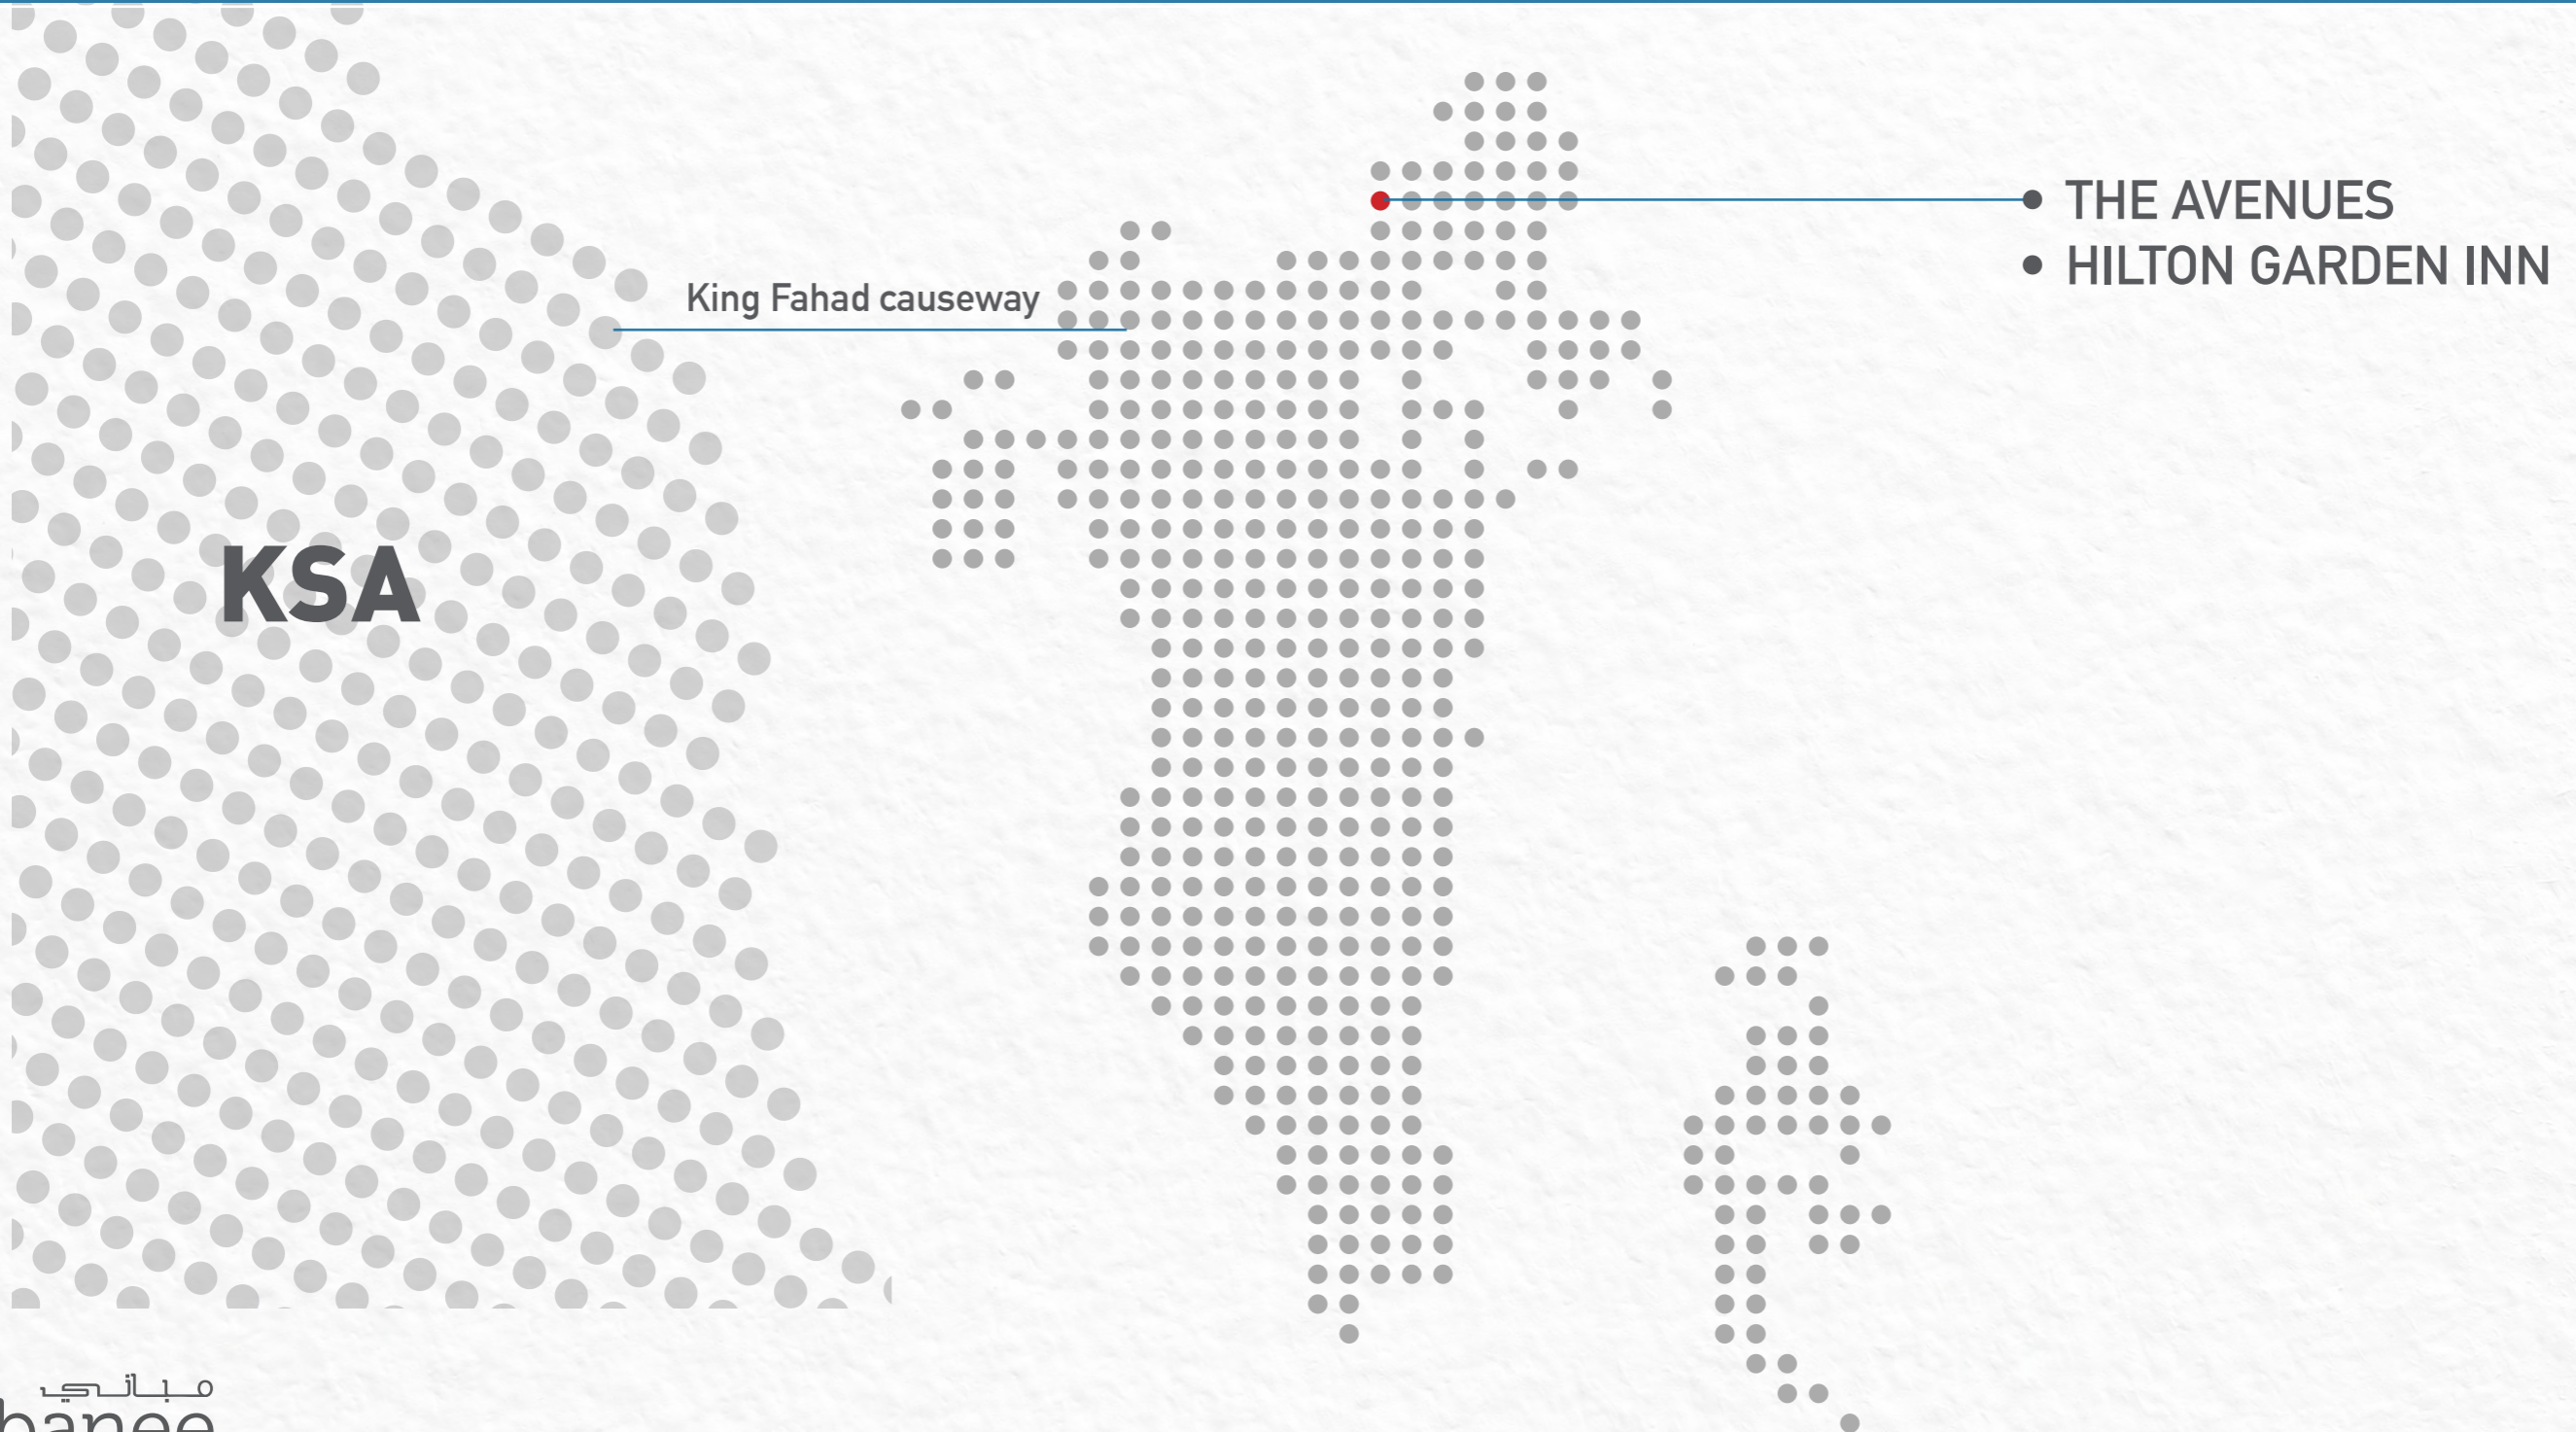 THE AVENUES
HILTON GARDEN INN
King Fahad causeway
KSA
مباني
banee